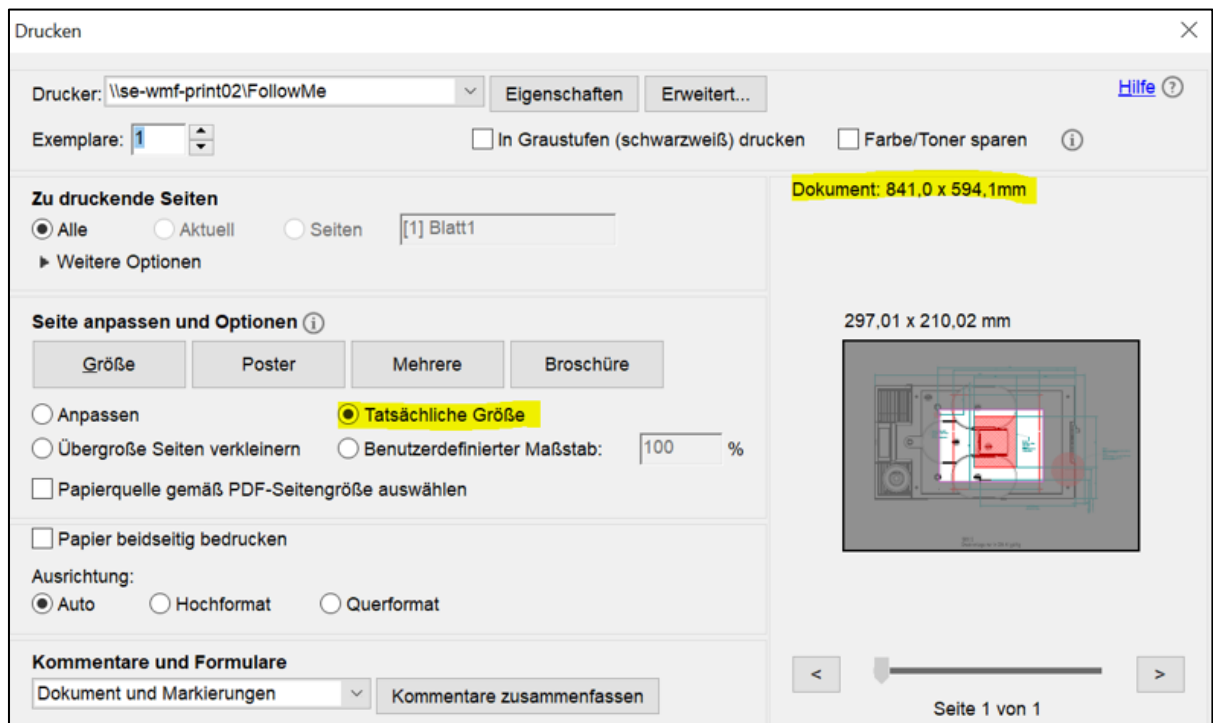 Drucken
Drucker: \\se-wmf-print02\FollowMe Eigenschaften Erweitert... Hilfe
Exemplare: 1 In Graustufen (schwarzweiß) drucken Farbe/Toner sparen
Zu druckende Seiten
Alle Aktuell Seiten [1] Blatt1
Weitere Optionen
Seite anpassen und Optionen
Größe Poster Mehrere Broschüre
Anpassen Tatsächliche Größe
Übergroße Seiten verkleinern Benutzerdefinierter Maßstab: 100 %
Papierquelle gemäß PDF-Seitengröße auswählen
Papier beidseitig bedrucken
Ausrichtung:
Auto Hochformat Querformat
Kommentare und Formulare
Dokument und Markierungen Kommentare zusammenfassen
Dokument: 841,0 x 594,1mm
297,01 x 210,02 mm
< >
Seite 1 von 1